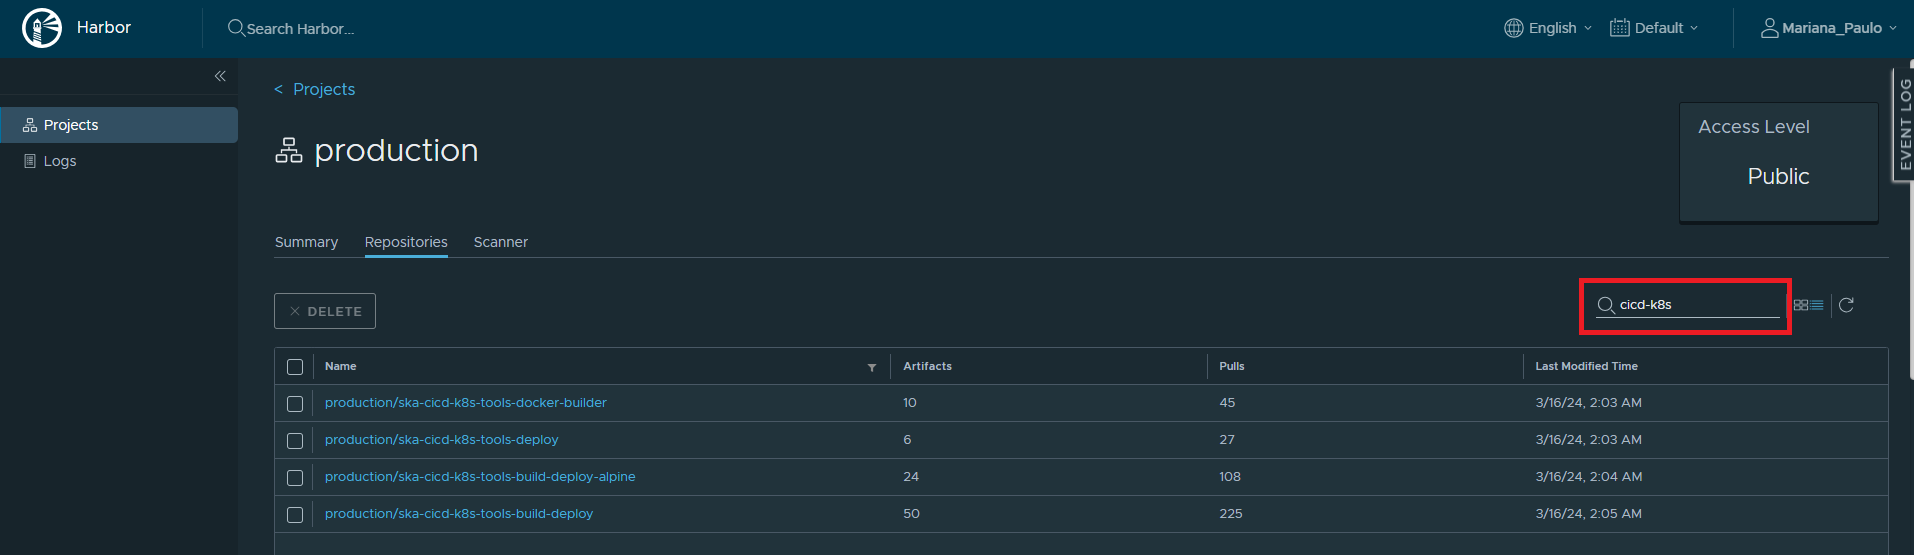 Harbor
Search Harbor...
English
Default
Mariana_Paulo
Projects
Logs
< Projects
production
Access Level
Public
EVENT LOG
Summary Repositories Scanner
DELETE
cicd-k8s
Name Artifacts Pulls Last Modified Time
production/ska-cicd-k8s-tools-docker-builder 10 45 3/16/24, 2:03 AM
production/ska-cicd-k8s-tools-deploy 6 27 3/16/24, 2:03 AM
production/ska-cicd-k8s-tools-build-deploy-alpine 24 108 3/16/24, 2:04 AM
production/ska-cicd-k8s-tools-build-deploy 50 225 3/16/24, 2:05 AM